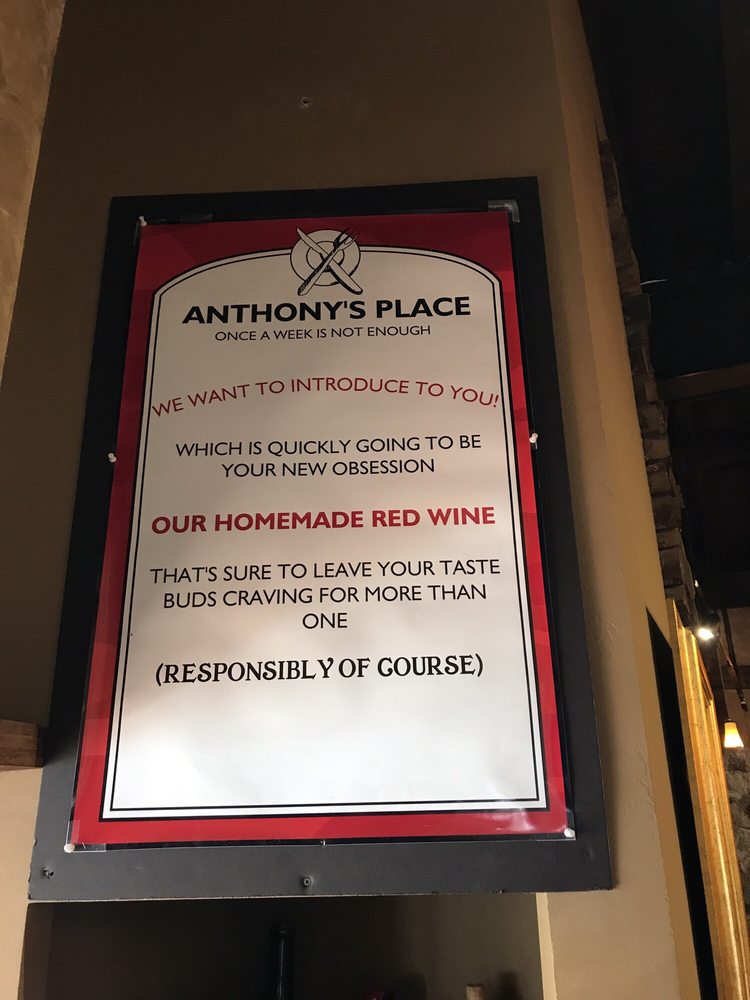 ANTHONY'S PLACE
ONCE A WEEK IS NOT ENOUGH
WE WANT TO INTRODUCE TO YOU!
WHICH IS QUICKLY GOING TO BE
YOUR NEW OBSESSION
OUR HOMEMADE RED WINE
THAT'S SURE TO LEAVE YOUR TASTE
BUDS CRAVING FOR MORE THAN
ONE
(RESPONSIBLY OF COURSE)